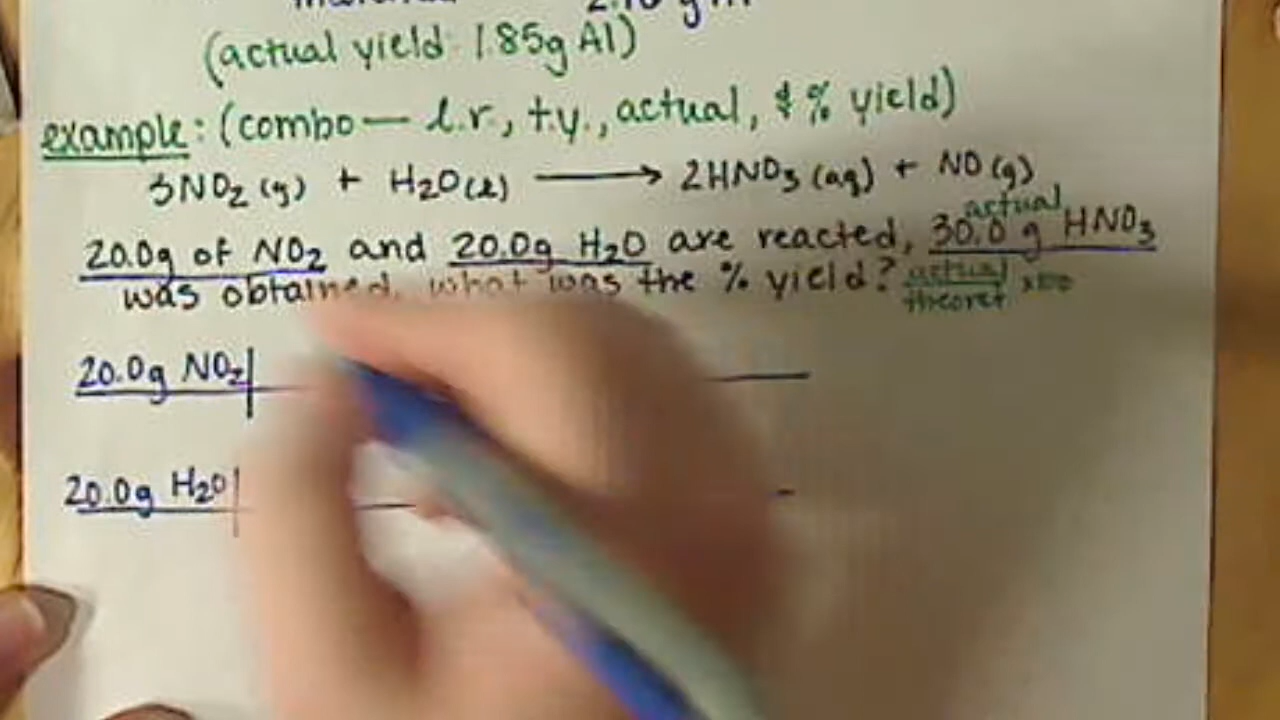 (actual yield: 1.85g Al)
example: (combo— l.r., t.y., actual, & % yield)
3NO₂(g) + H₂O(l) ⟶ 2HNO₃(aq) + NO(g)
actual
20.0g of NO₂ and 20.0g H₂O are reacted, 30.0 g HNO₃
was obtained, what was the % yield? actual/theoret x100
20.0g NO₂
20.0g H₂O